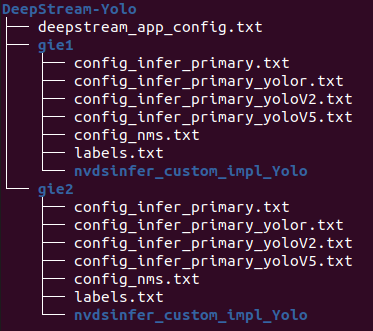 DeepStream-Yolo
├── deepstream_app_config.txt
├── gie1
│   ├── config_infer_primary.txt
│   ├── config_infer_primary_yolor.txt
│   ├── config_infer_primary_yoloV2.txt
│   ├── config_infer_primary_yoloV5.txt
│   ├── config_nms.txt
│   ├── labels.txt
│   └── nvdsinfer_custom_impl_Yolo
└── gie2
    ├── config_infer_primary.txt
    ├── config_infer_primary_yolor.txt
    ├── config_infer_primary_yoloV2.txt
    ├── config_infer_primary_yoloV5.txt
    ├── config_nms.txt
    ├── labels.txt
    └── nvdsinfer_custom_impl_Yolo